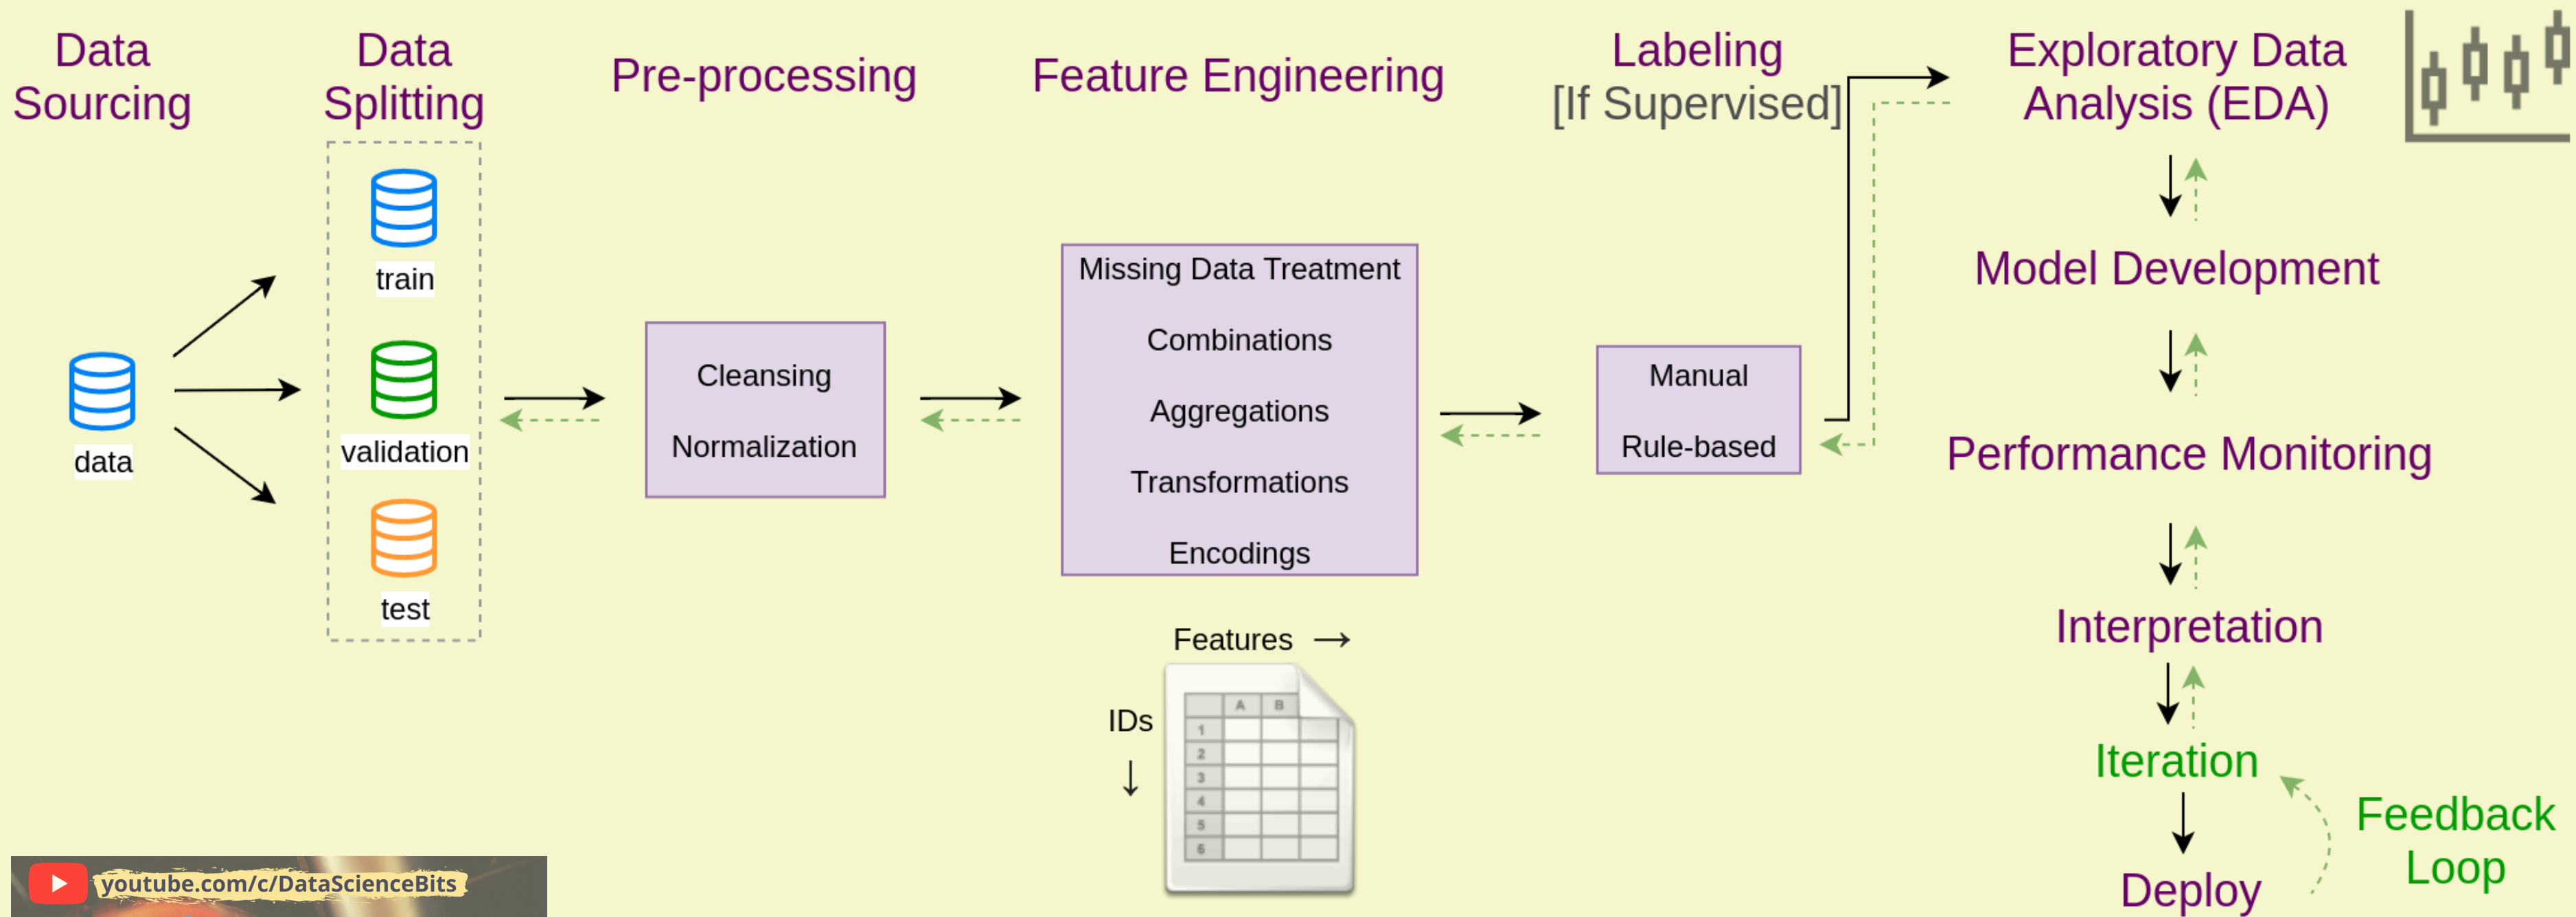 Data
Sourcing
Data
Splitting
Pre-processing
Feature Engineering
Labeling
[If Supervised]
Exploratory Data
Analysis (EDA)
data
train
validation
test
Cleansing
Normalization
Missing Data Treatment
Combinations
Aggregations
Transformations
Encodings
Features →
IDs
↓
A B
1
2
3
4
5
6
Manual
Rule-based
Model Development
Performance Monitoring
Interpretation
Iteration
Feedback
Loop
Deploy
youtube.com/c/DataScienceBits